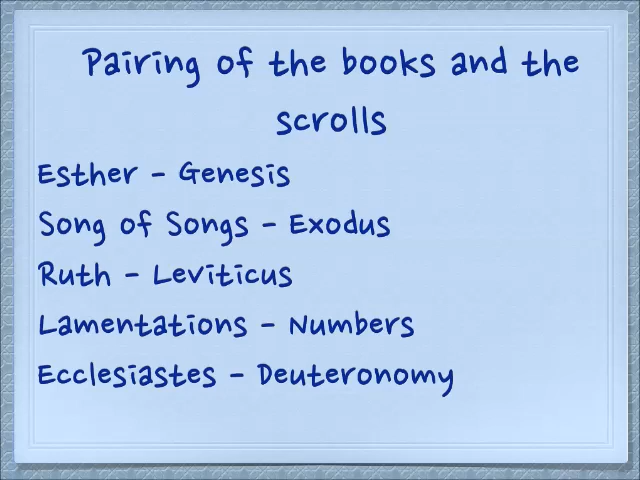 Pairing of the books and the
scrolls
Esther - Genesis
Song of Songs - Exodus
Ruth - Leviticus
Lamentations - Numbers
Ecclesiastes - Deuteronomy